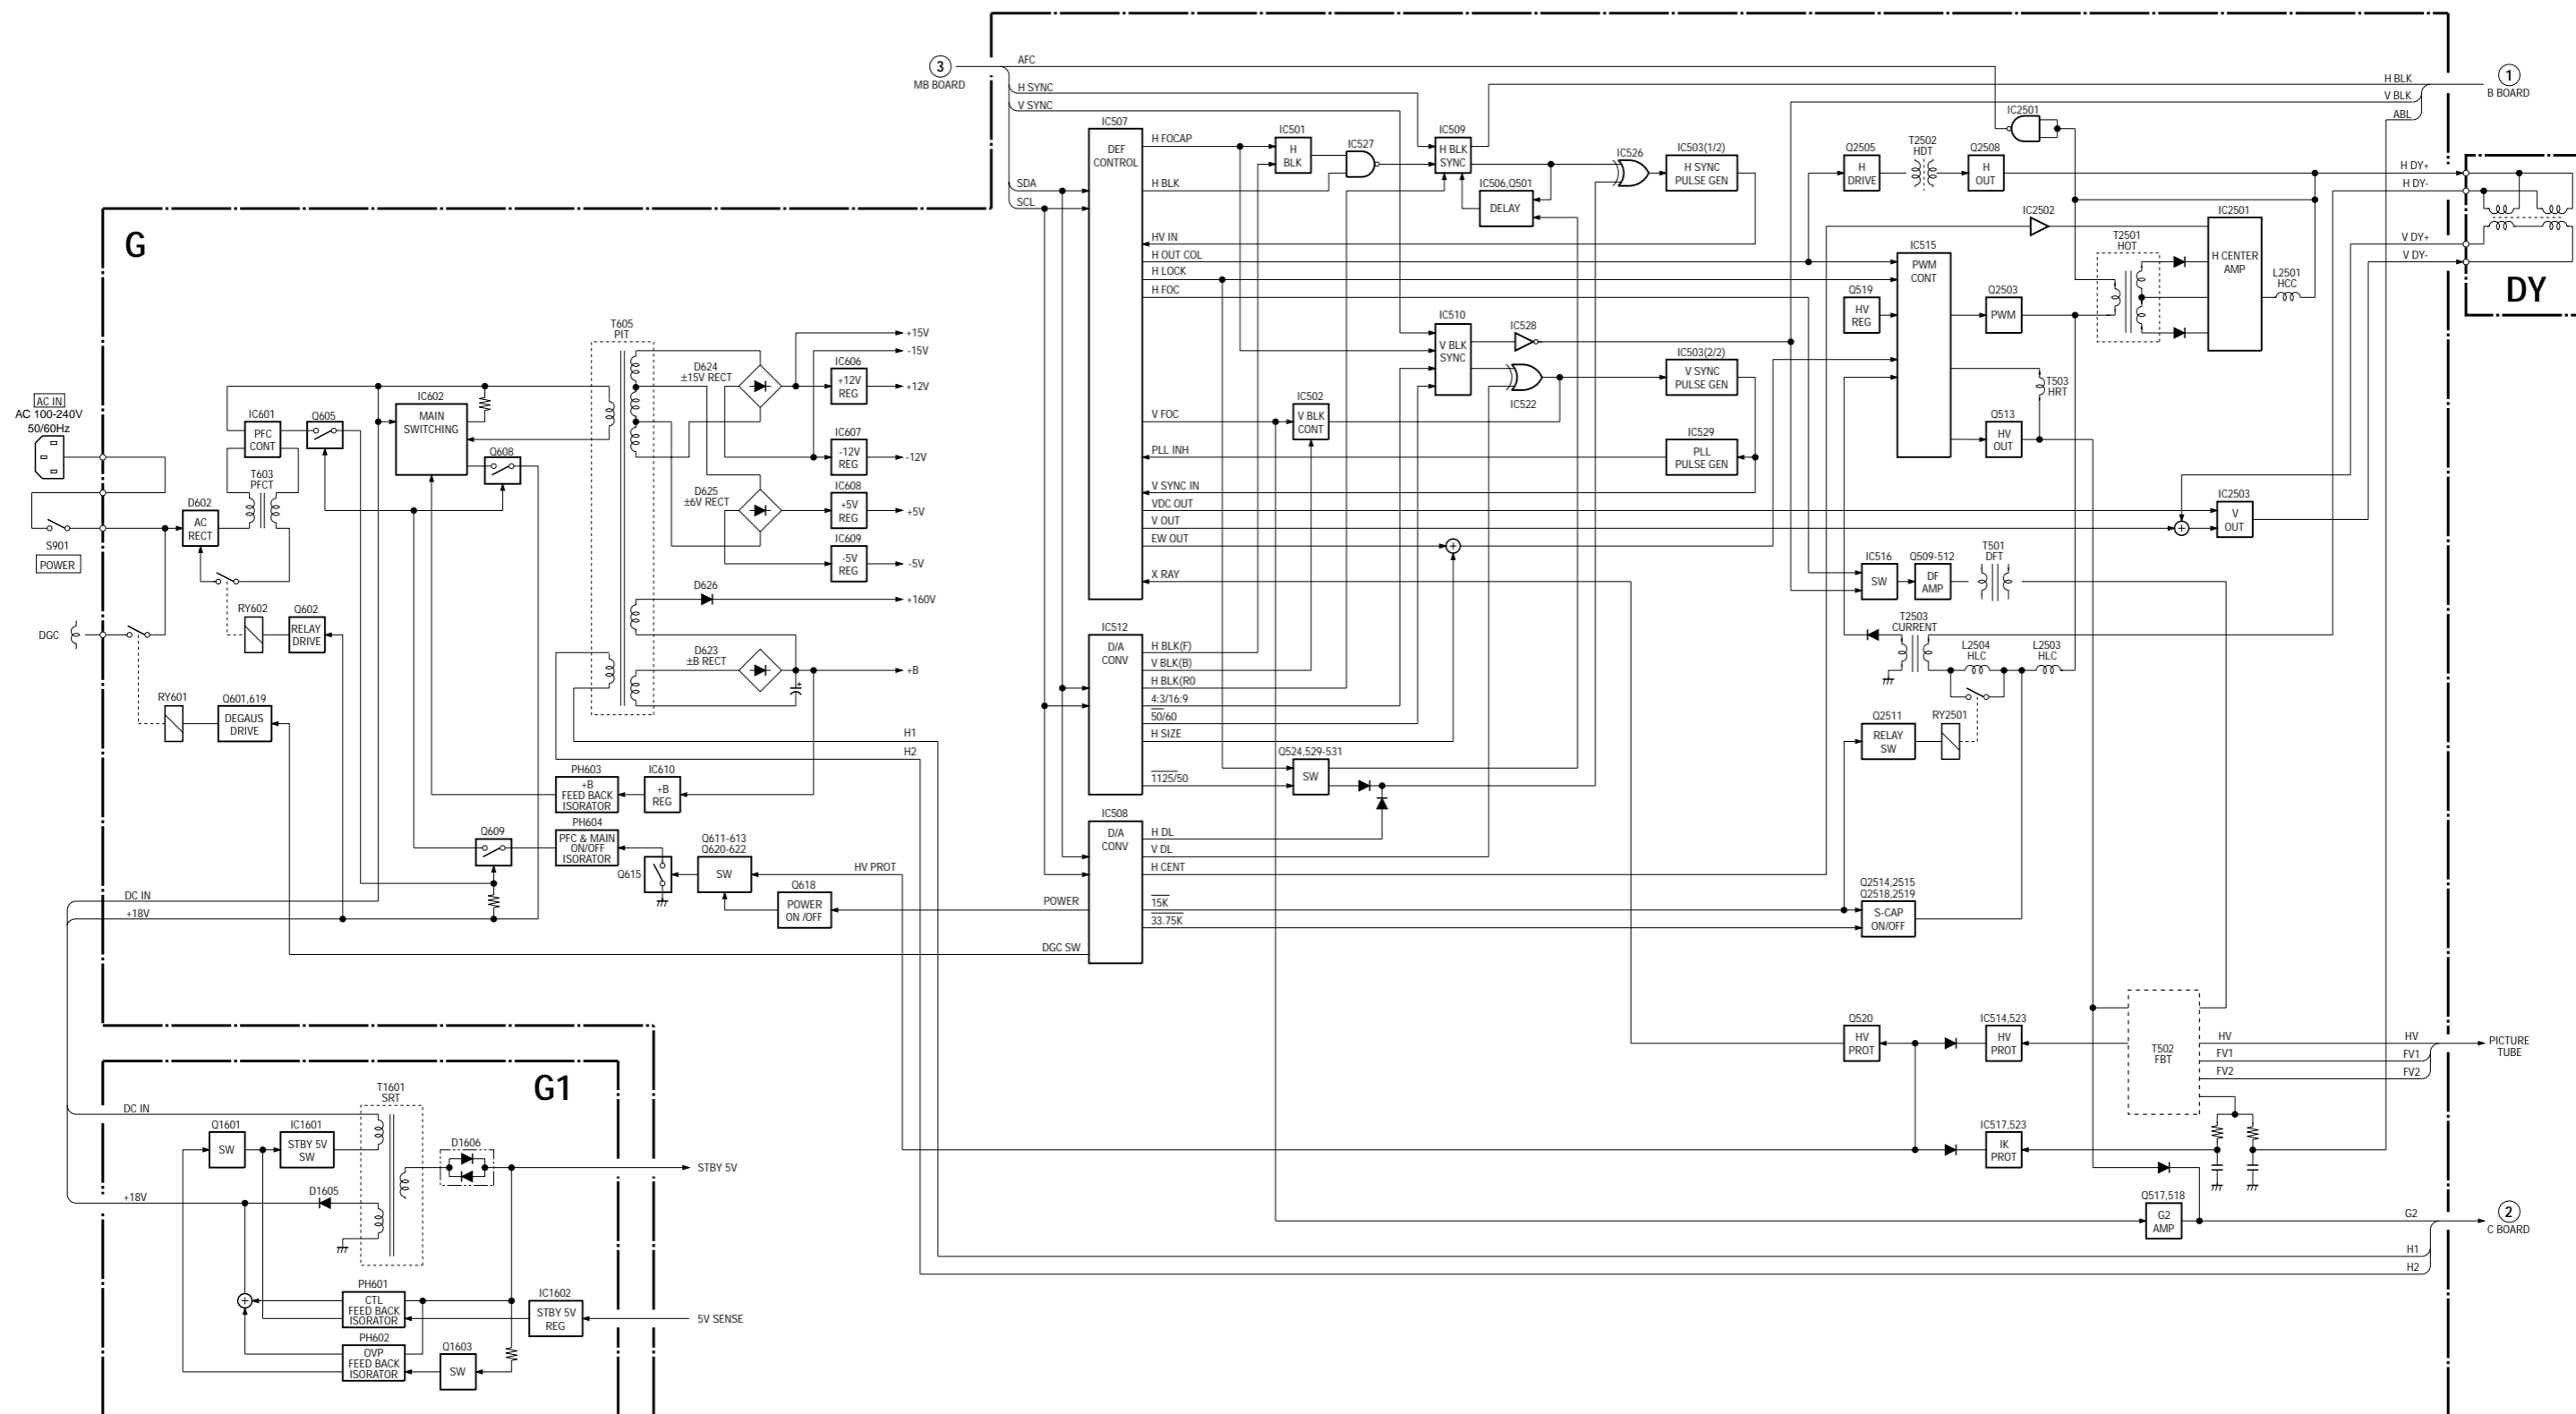 3
MB BOARD
AFC
H SYNC
V SYNC
SDA
SCL
G
H BLK
V BLK
ABL
1
B BOARD
H DY+
H DY-
V DY+
V DY-
DY
IC507
DEF
CONTROL
H FOCAP
H BLK
HV IN
H OUT COL
H LOCK
H FOC
V FOC
PLL INH
V SYNC IN
VDC OUT
V OUT
EW OUT
X RAY
IC501
H
BLK
IC527
IC509
H BLK
SYNC
IC506,Q501
DELAY
IC526
IC503(1/2)
H SYNC
PULSE GEN
IC510
V BLK
SYNC
IC528
IC522
IC503(2/2)
V SYNC
PULSE GEN
IC502
V BLK
CONT
IC529
PLL
PULSE GEN
Q2505
H
DRIVE
T2502
HDT
Q2508
H
OUT
IC2501
IC2502
IC2501
H CENTER
AMP
T2501
HOT
L2501
HCC
IC515
PWM
CONT
Q519
HV
REG
Q2503
PWM
T503
HRT
Q513
HV
OUT
IC2503
V
OUT
IC516
SW
Q509-512
DF
AMP
T501
DFT
T2503
CURRENT
L2504
HLC
L2503
HLC
Q2511
RELAY
SW
RY2501
Q2514,2515
Q2518,2519
S-CAP
ON/OFF
IC512
D/A
CONV
H BLK(F)
V BLK(B)
H BLK(R0
4:3/16:9
50/60
H SIZE
1125/50
Q524,529-531
SW
IC508
D/A
CONV
H DL
V DL
H CENT
15K
33.75K
POWER
DGC SW
T605
PIT
D624
±15V RECT
+15V
-15V
IC606
+12V
REG
+12V
IC607
-12V
REG
-12V
D625
±6V RECT
IC608
+5V
REG
+5V
IC609
-5V
REG
-5V
D626
+160V
D623
±B RECT
+B
H1
H2
AC IN
AC 100-240V
50/60Hz
S901
POWER
DGC
IC601
PFC
CONT
Q605
IC602
MAIN
SWITCHING
Q608
T603
PFCT
D602
AC
RECT
RY602
Q602
RELAY
DRIVE
RY601
Q601,619
DEGAUS
DRIVE
PH603
+B
FEED BACK
ISORATOR
IC610
+B
REG
Q609
PH604
PFC & MAIN
ON/OFF
ISORATOR
Q615
Q611-613
Q620-622
SW
HV PROT
Q618
POWER
ON /OFF
DC IN
+18V
Q520
HV
PROT
IC514,523
HV
PROT
T502
FBT
HV
FV1
FV2
HV
FV1
FV2
PICTURE
TUBE
IC517,523
IK
PROT
Q517,518
G2
AMP
G2
H1
H2
2
C BOARD
G1
DC IN
T1601
SRT
Q1601
SW
IC1601
STBY 5V
SW
D1606
STBY 5V
+18V
D1605
PH601
CTL
FEED BACK
ISORATOR
IC1602
STBY 5V
REG
5V SENSE
PH602
OVP
FEED BACK
ISORATOR
Q1603
SW